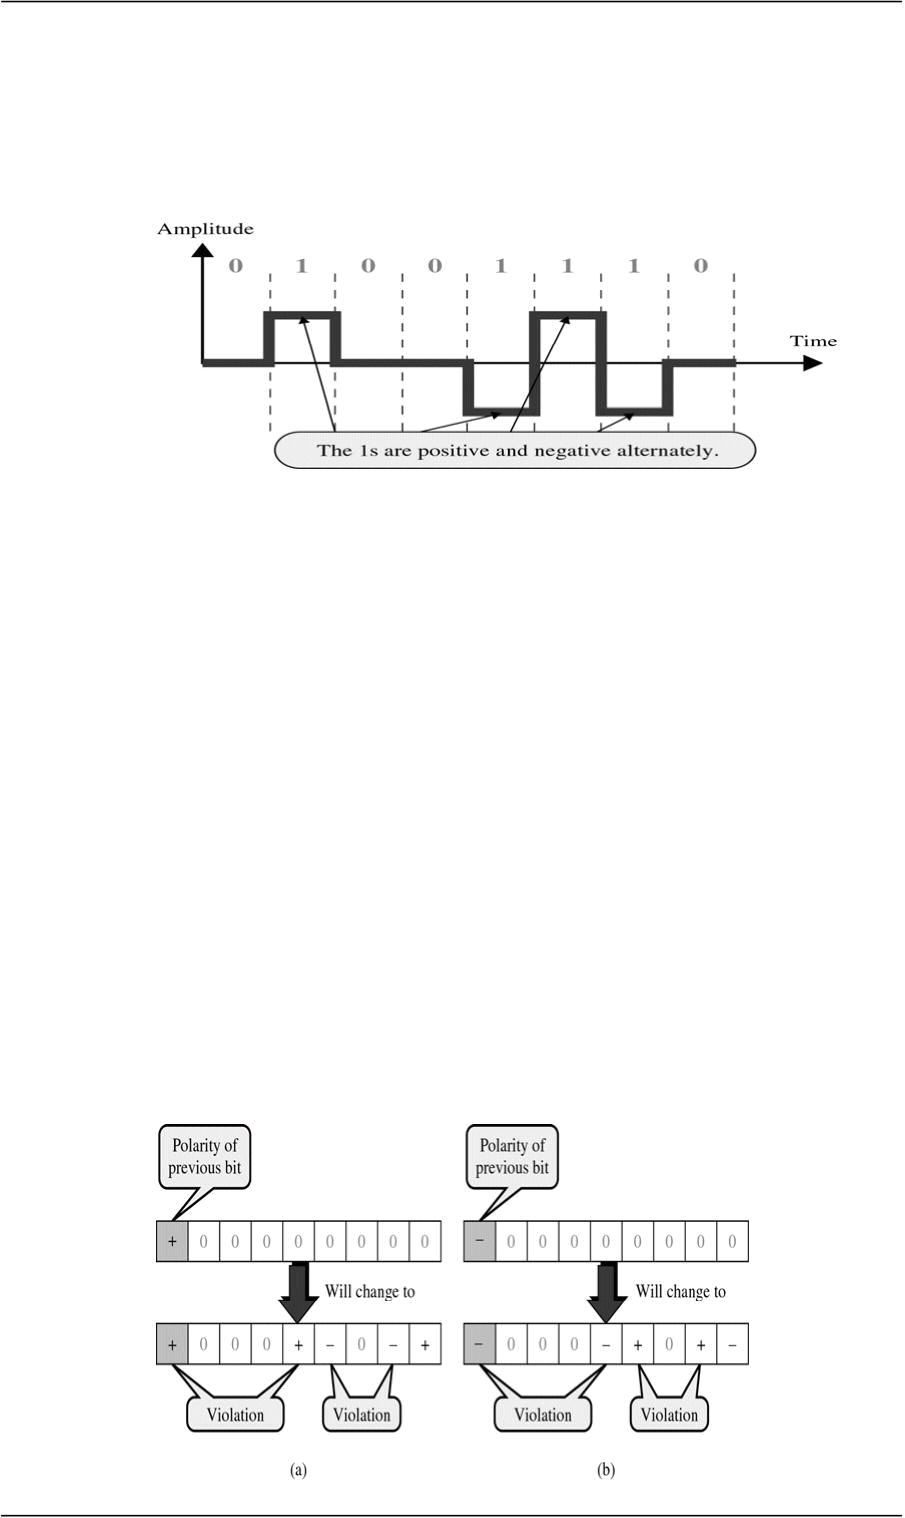 Amplitude
0 1 0 0 1 1 1 0
Time
The 1s are positive and negative alternately.
Polarity of
previous bit
+ 0 0 0 0 0 0 0 0
Will change to
+ 0 0 0 + − 0 − +
Violation Violation
(a)
Polarity of
previous bit
− 0 0 0 0 0 0 0 0
Will change to
− 0 0 0 − + 0 + −
Violation Violation
(b)